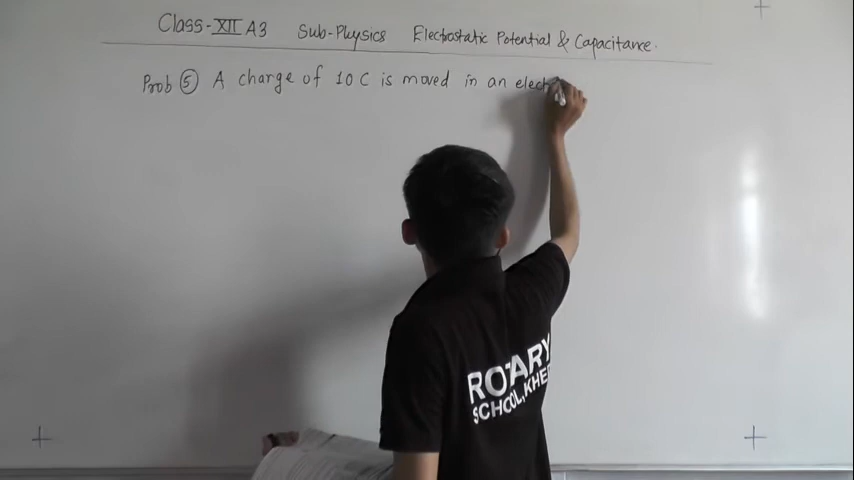 Class-XII A3 Sub-Physics Electrostatic Potential & Capacitance.
Prob ⑤ A charge of 10 C is moved in an elect
ROTARY
SCHOOL, KHE